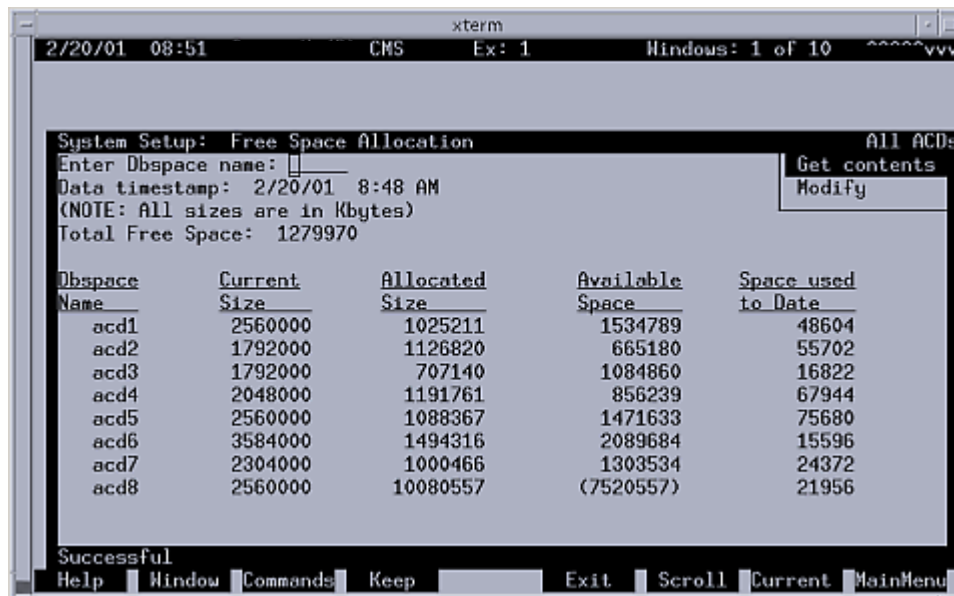 xterm
2/20/01 08:51 CMS Ex: 1 Windows: 1 of 10 ^^^^^vvv
System Setup: Free Space Allocation All ACDs
Enter Dbspace name: Get contents
Data timestamp: 2/20/01 8:48 AM Modify
(NOTE: All sizes are in Kbytes)
Total Free Space: 1279970
Dbspace Current Allocated Available Space used
Name Size Size Space to Date
acd1 2560000 1025211 1534789 48604
acd2 1792000 1126820 665180 55702
acd3 1792000 707140 1084860 16822
acd4 2048000 1191761 856239 67944
acd5 2560000 1088367 1471633 75680
acd6 3584000 1494316 2089684 15596
acd7 2304000 1000466 1303534 24372
acd8 2560000 10080557 (7520557) 21956
Successful
Help Window Commands Keep Exit Scroll Current MainMenu